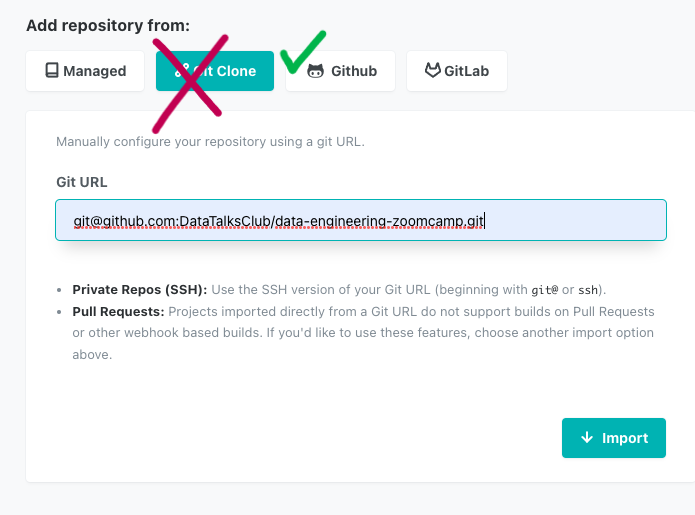 Add repository from:
Managed
Git Clone
Github
GitLab
Manually configure your repository using a git URL.
Git URL
git@github.com:DataTalksClub/data-engineering-zoomcamp.git
Private Repos (SSH): Use the SSH version of your Git URL (beginning with git@ or ssh).
Pull Requests: Projects imported directly from a Git URL do not support builds on Pull Requests
or other webhook based builds. If you'd like to use these features, choose another import option
above.
Import